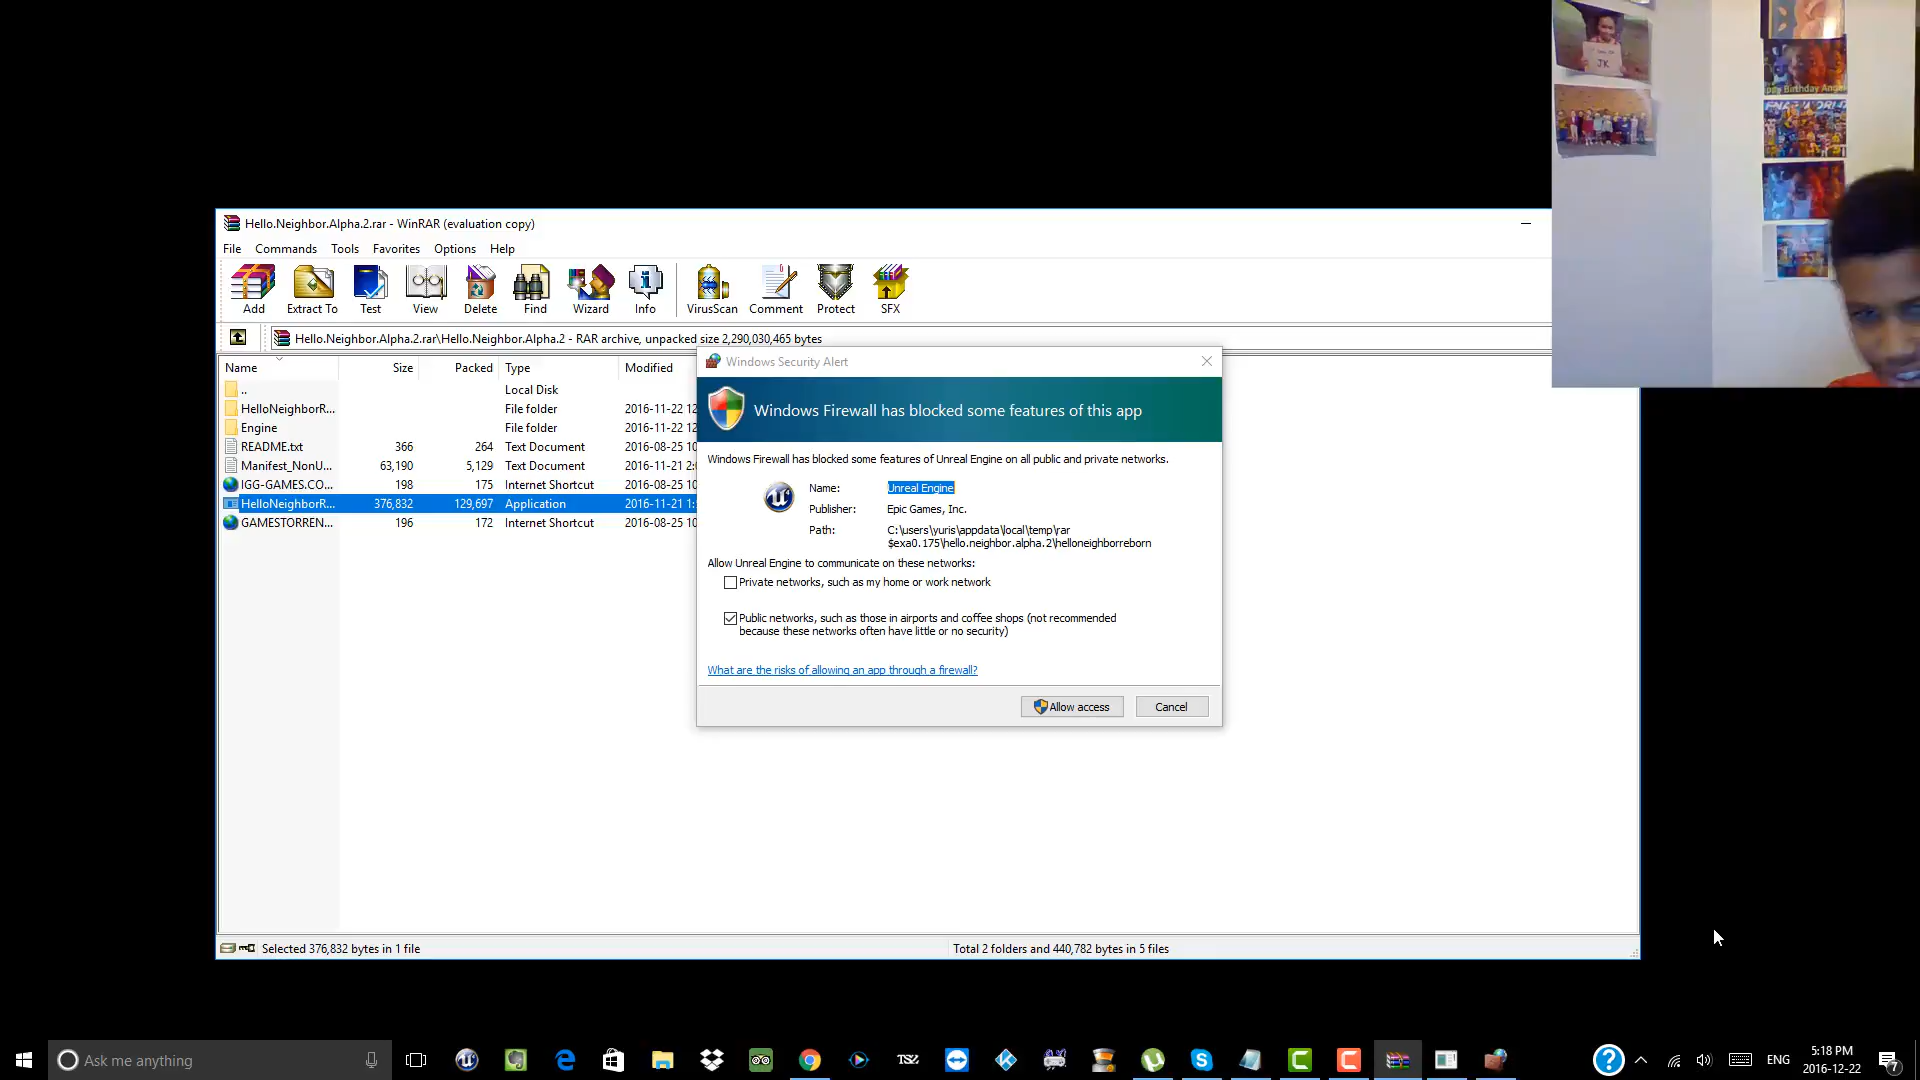 JK
Happy Birthday Angel
Hello.Neighbor.Alpha.2.rar - WinRAR (evaluation copy)
File Commands Tools Favorites Options Help
Add Extract To Test View Delete Find Wizard Info VirusScan Comment Protect SFX
Hello.Neighbor.Alpha.2.rar\Hello.Neighbor.Alpha.2 - RAR archive, unpacked size 2,290,030,465 bytes
Name Size Packed Type Modified
.. Local Disk
HelloNeighborR... File folder 2016-11-22 12
Engine File folder 2016-11-22 12
README.txt 366 264 Text Document 2016-08-25 10
Manifest_NonU... 63,190 5,129 Text Document 2016-11-21 2:
IGG-GAMES.CO... 198 175 Internet Shortcut 2016-08-25 10
HelloNeighborR... 376,832 129,697 Application 2016-11-21 1:
GAMESTORREN... 196 172 Internet Shortcut 2016-08-25 10
Windows Security Alert
Windows Firewall has blocked some features of this app
Windows Firewall has blocked some features of Unreal Engine on all public and private networks.
Name: Unreal Engine
Publisher: Epic Games, Inc.
Path: C:\users\yuris\appdata\local\temp\rar
$exa0.175\hello.neighbor.alpha.2\helloneighborreborn
Allow Unreal Engine to communicate on these networks:
Private networks, such as my home or work network
Public networks, such as those in airports and coffee shops (not recommended
because these networks often have little or no security)
What are the risks of allowing an app through a firewall?
Allow access Cancel
Selected 376,832 bytes in 1 file Total 2 folders and 440,782 bytes in 5 files
Ask me anything
ENG
5:18 PM
2016-12-22
7